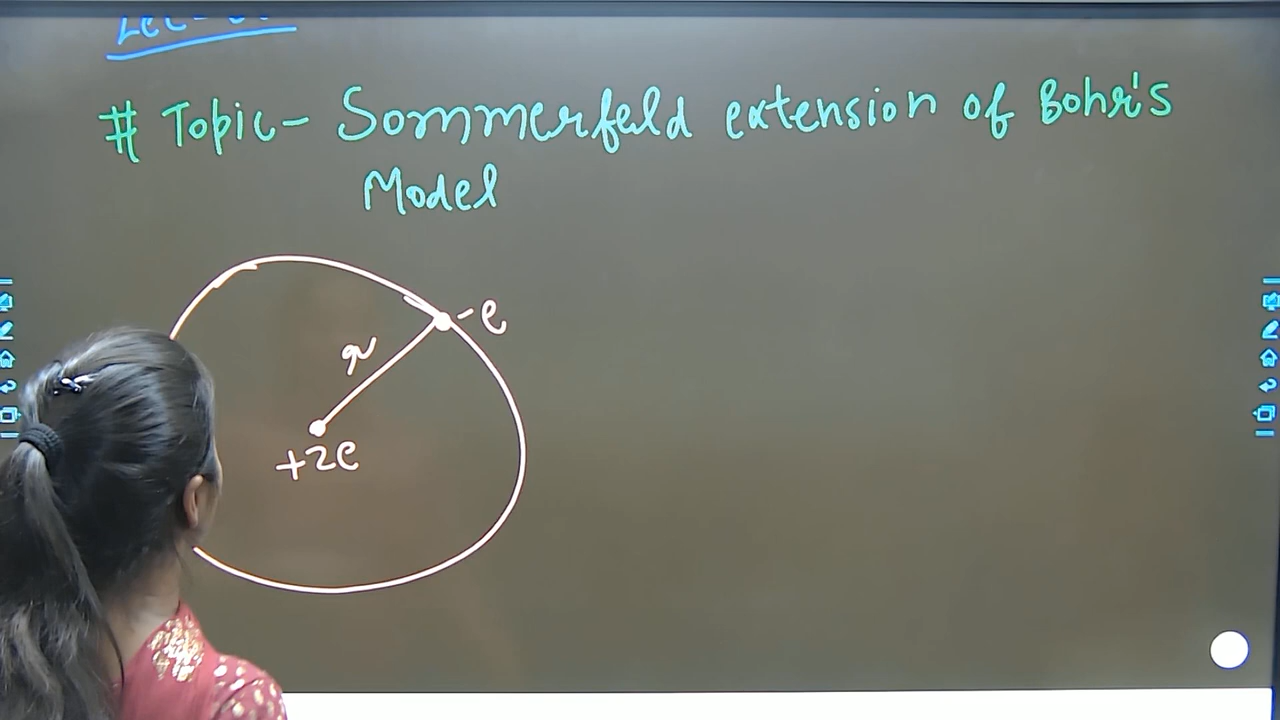 # Topic- Sommerfeld extension of Bohr's
Model
-e
r
+ze